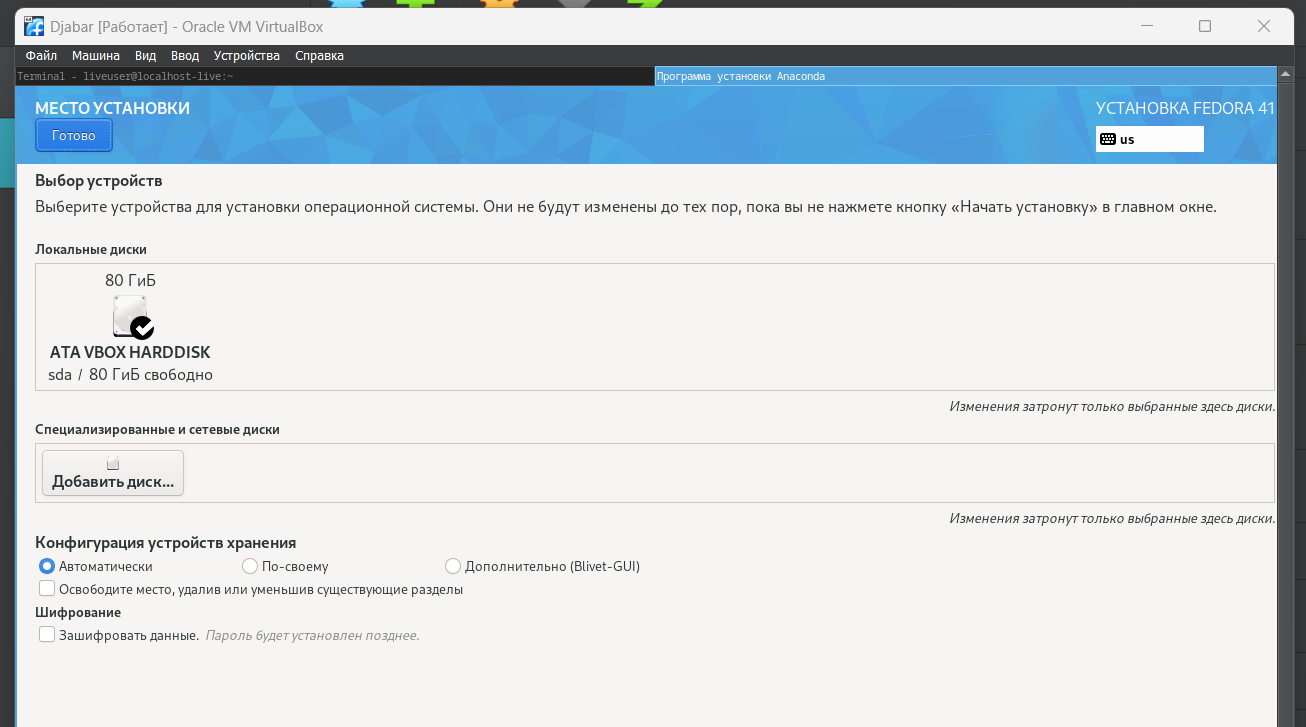 Djabar [Работает] - Oracle VM VirtualBox
Файл Машина Вид Ввод Устройства Справка
Terminal - liveuser@localhost-live:~
Программа установки Anaconda
МЕСТО УСТАНОВКИ
УСТАНОВКА FEDORA 41
Готово
us
Выбор устройств
Выберите устройства для установки операционной системы. Они не будут изменены до тех пор, пока вы не нажмете кнопку «Начать установку» в главном окне.
Локальные диски
80 ГиБ
ATA VBOX HARDDISK
sda / 80 ГиБ свободно
Изменения затронут только выбранные здесь диски.
Специализированные и сетевые диски
Добавить диск...
Изменения затронут только выбранные здесь диски.
Конфигурация устройств хранения
Автоматически По-своему Дополнительно (Blivet-GUI)
Освободите место, удалив или уменьшив существующие разделы
Шифрование
Зашифровать данные. Пароль будет установлен позднее.